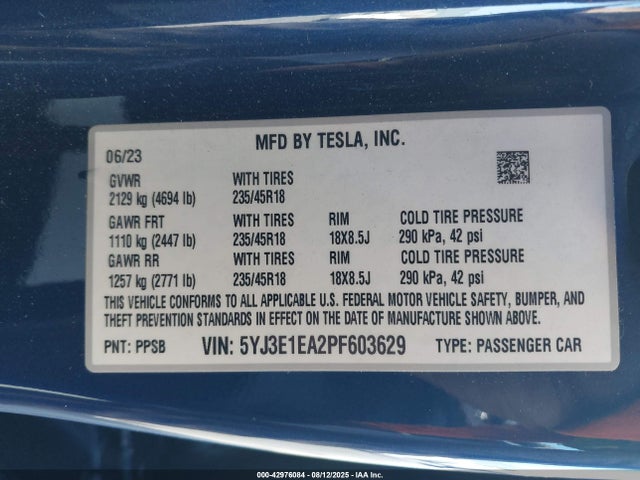 MFD BY TESLA, INC.
06/23
GVWR WITH TIRES
2129 kg (4694 lb) 235/45R18
GAWR FRT WITH TIRES RIM COLD TIRE PRESSURE
1110 kg (2447 lb) 235/45R18 18X8.5J 290 kPa, 42 psi
GAWR RR WITH TIRES RIM COLD TIRE PRESSURE
1257 kg (2771 lb) 235/45R18 18X8.5J 290 kPa, 42 psi
THIS VEHICLE CONFORMS TO ALL APPLICABLE U.S. FEDERAL MOTOR VEHICLE SAFETY, BUMPER, AND
THEFT PREVENTION STANDARDS IN EFFECT ON THE DATE OF MANUFACTURE SHOWN ABOVE.
PNT: PPSB VIN: 5YJ3E1EA2PF603629 TYPE: PASSENGER CAR
000-42976084 - 08/12/2025 - IAA Inc.